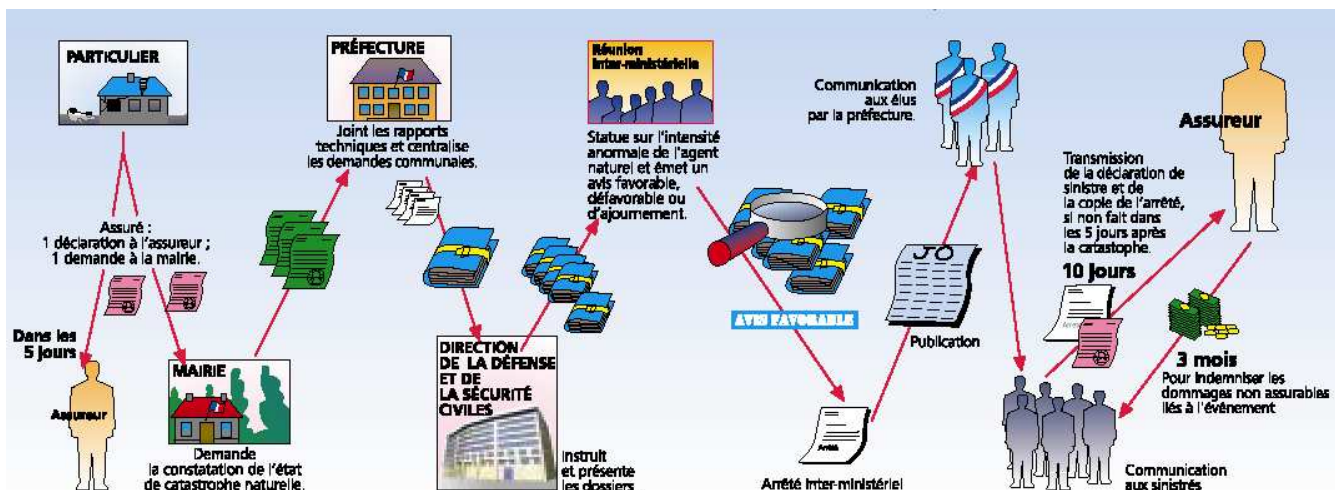 PARTICULIER
Assuré :
1 déclaration à l'assureur ;
1 demande à la mairie.
Dans les
5 jours
Assureur
MAIRIE
Demande
la constatation de l'état
de catastrophe naturelle.
PRÉFECTURE
Joint les rapports
techniques et centralise
les demandes communales.
DIRECTION
DE LA DÉFENSE
ET DE
LA SÉCURITÉ
CIVILES
Instruit
et présente
les dossiers
Réunion
Inter-ministérielle
Statue sur l'intensité
anormale de l'agent
naturel et émet un
avis favorable,
défavorable ou
d'ajournement.
AVIS FAVORABLE
Arrêté
Arrêté Inter-ministériel
JO
Publication
Communication
aux élus
par la préfecture.
Communication
aux sinistrés
Transmission
de la déclaration de
sinistre et de
la copie de l'arrêté,
si non fait dans
les 5 jours après
la catastrophe.
10 jours
Assureur
3 mois
Pour indemniser les
dommages non assurables
liés à l'évènement